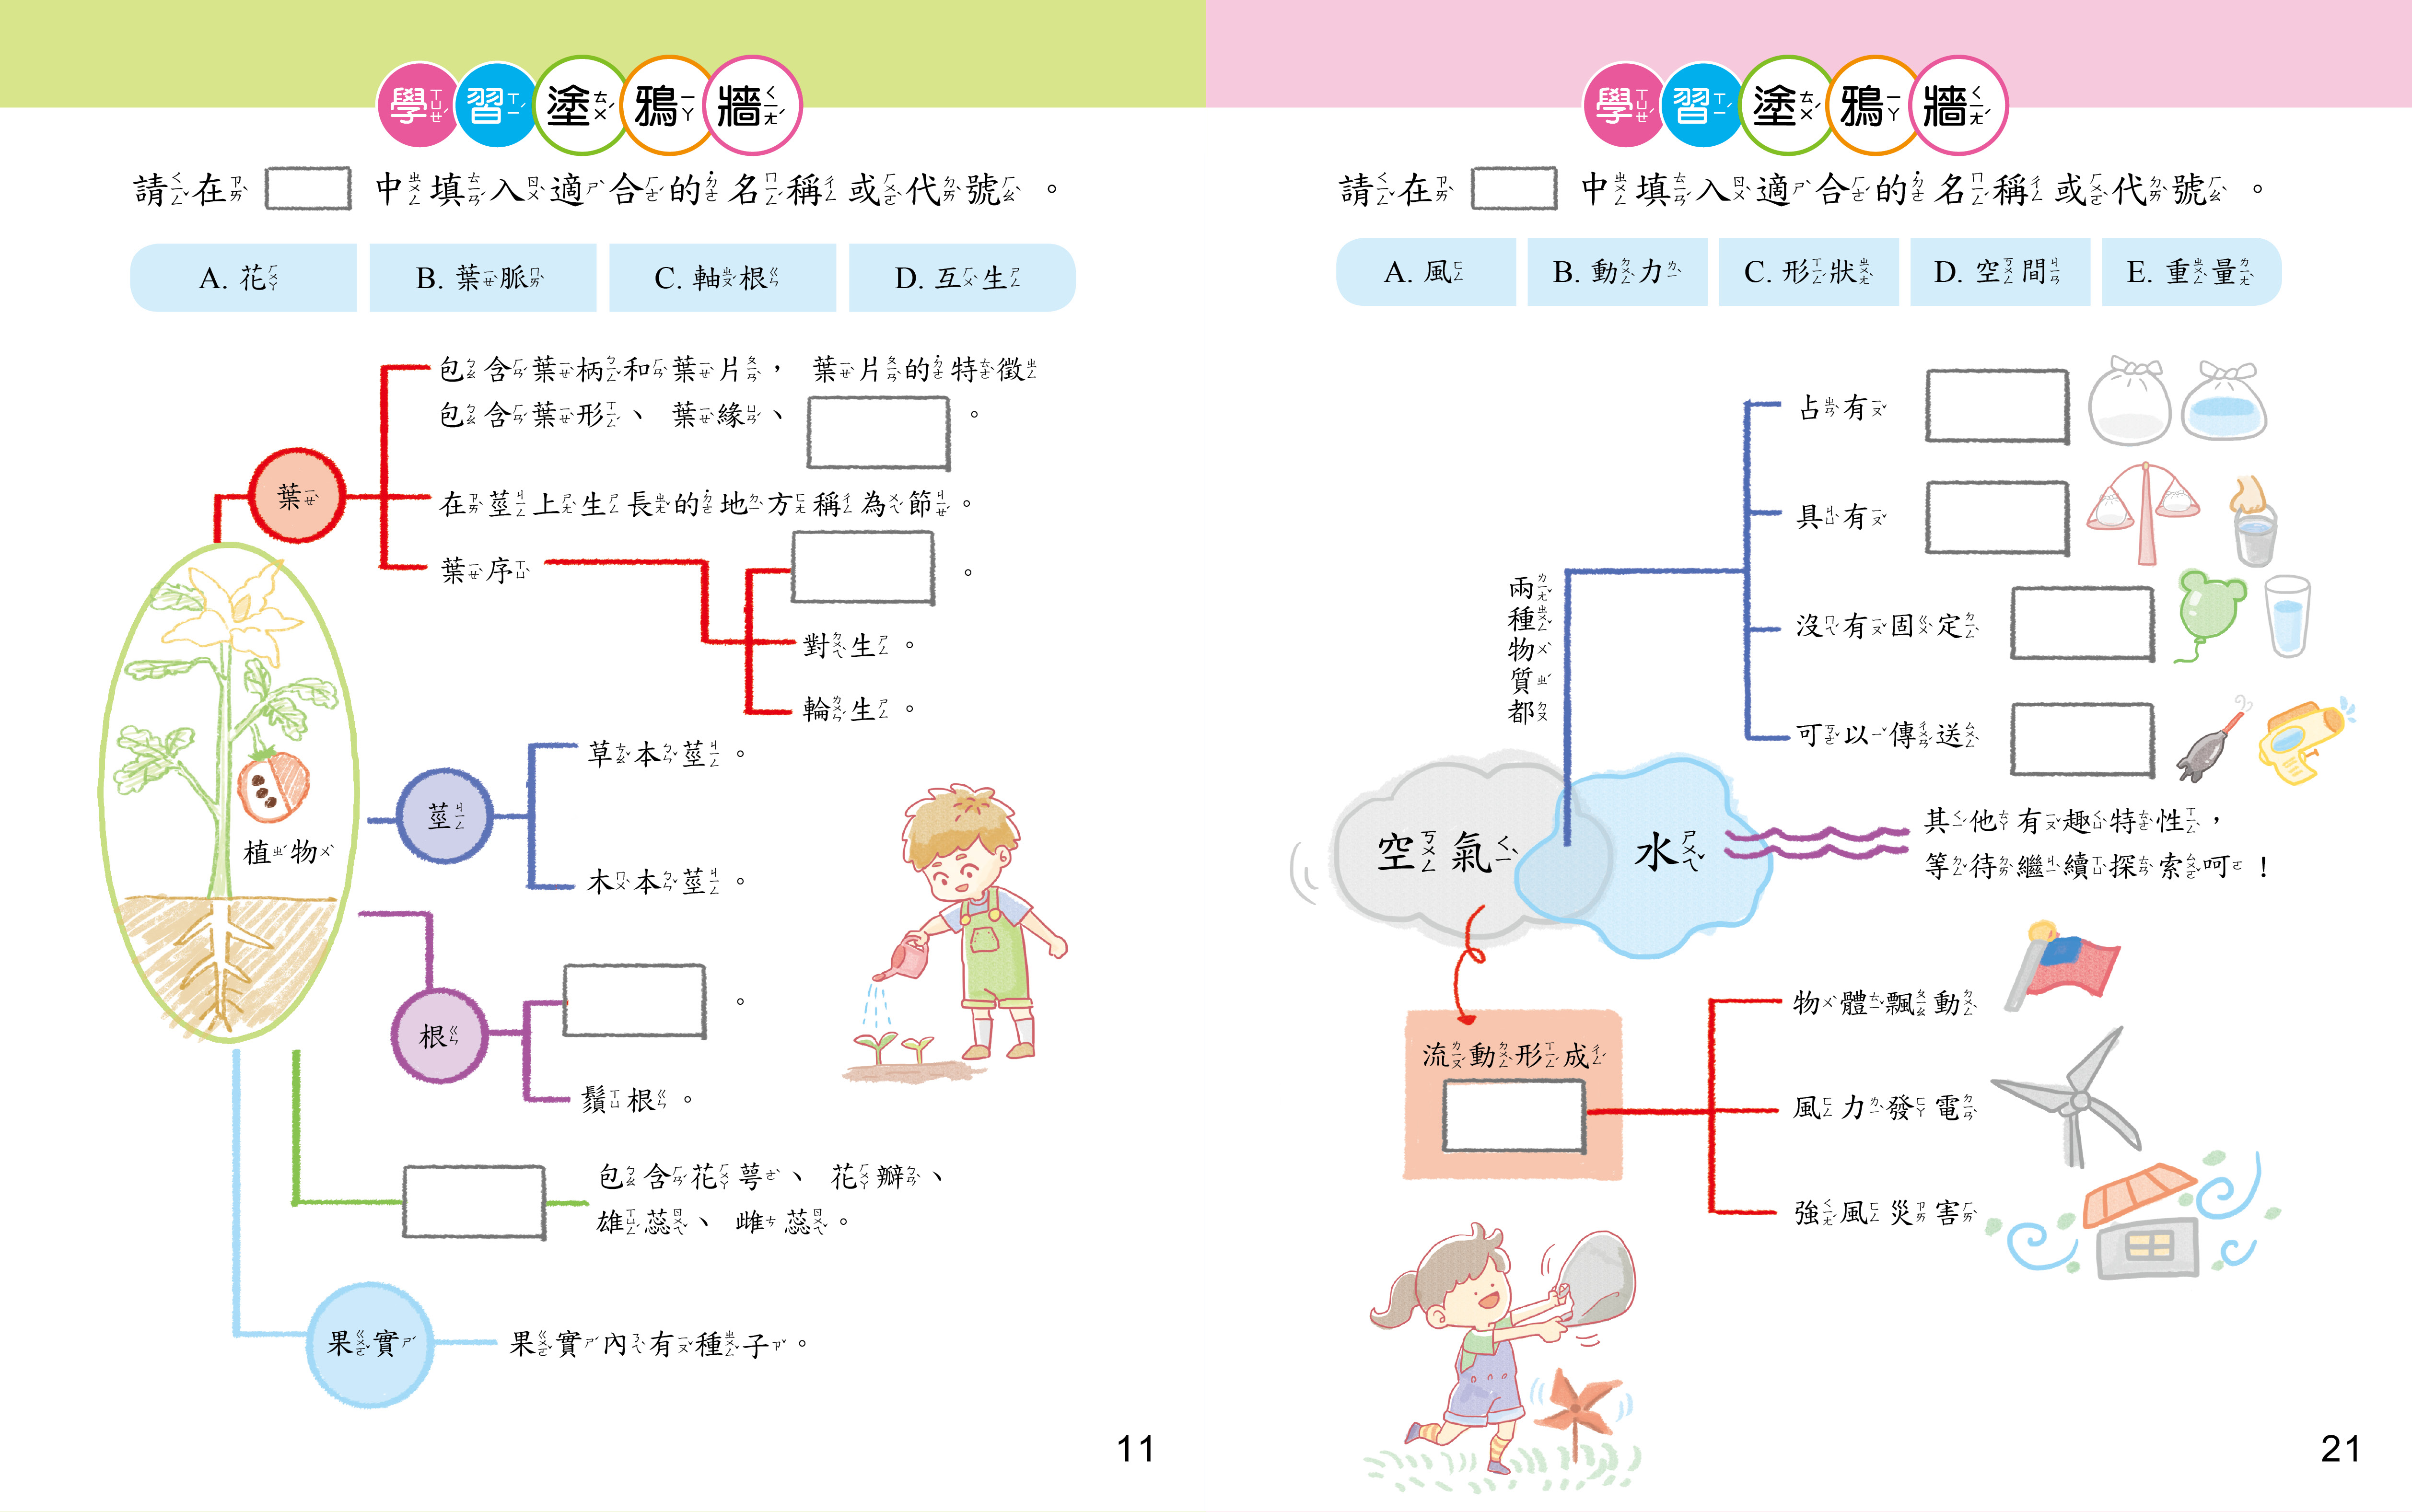 學習塗鴉牆
請在 中填入適合的名稱或代號。
A. 花
B. 葉脈
C. 軸根
D. 互生
包含葉柄和葉片，葉片的特徵
包含葉形、葉緣、 。
葉
在莖上生長的地方稱為節。
葉序
。
對生。
輪生。
植物
莖
草本莖。
木本莖。
根
。
鬚根。
包含花萼、花瓣、
雄蕊、雌蕊。
果實
果實內有種子。
11
學習塗鴉牆
請在 中填入適合的名稱或代號。
A. 風
B. 動力
C. 形狀
D. 空間
E. 重量
兩種物質都
占有
具有
沒有固定
可以傳送
空氣
水
其他有趣特性，
等待繼續探索呵！
流動形成
物體飄動
風力發電
強風災害
21